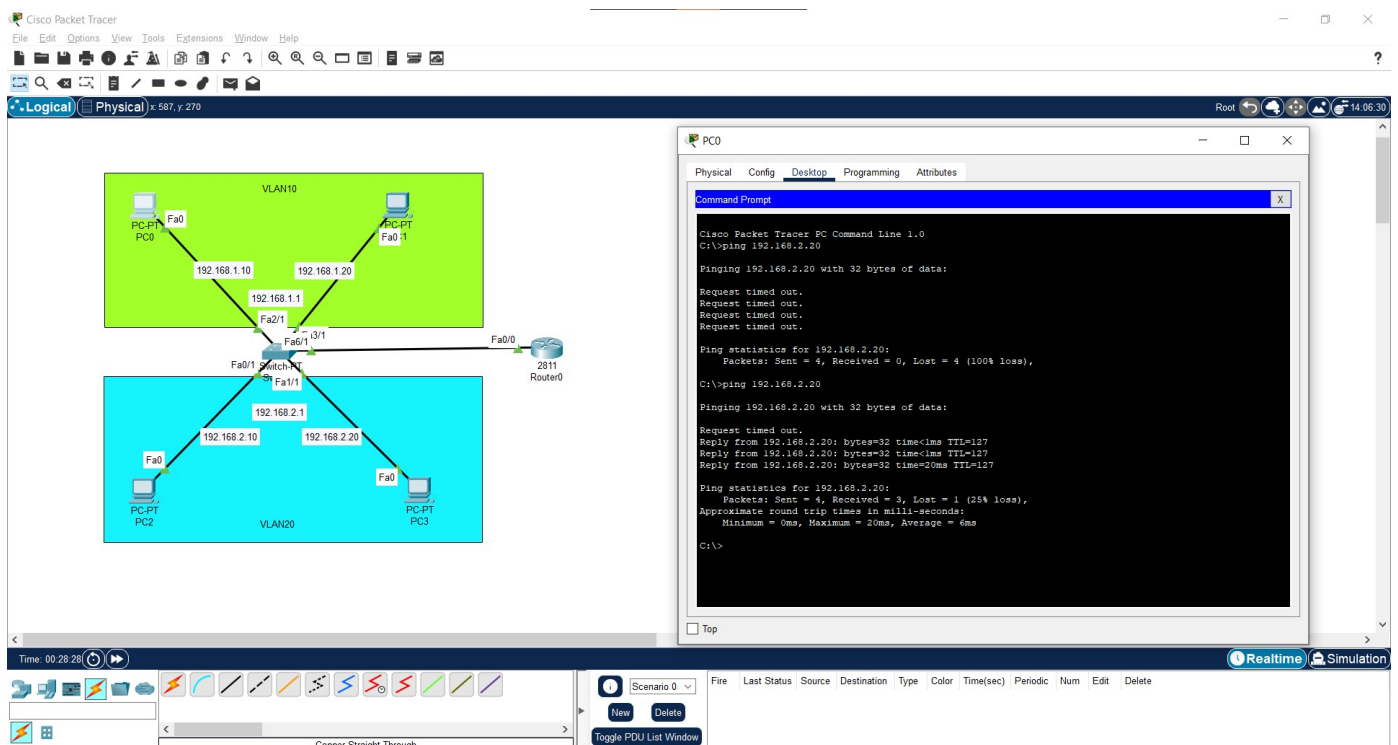 Cisco Packet Tracer
File Edit Options View Tools Extensions Window Help
?
Logical Physical x: 587, y: 270
Root 14:06:30
VLAN10
PC-PT
PC0
Fa0
PC-PT
Fa0
192.168.1.10
192.168.1.20
192.168.1.1
Fa2/1
Fa6/1
Fa0/0
2811
Router0
Fa0/1
Fa1/1
192.168.2.1
192.168.2.10
192.168.2.20
Fa0
Fa0
PC-PT
PC2
VLAN20
PC-PT
PC3
PC0
Physical Config Desktop Programming Attributes
Command Prompt X
Cisco Packet Tracer PC Command Line 1.0
C:\>ping 192.168.2.20
Pinging 192.168.2.20 with 32 bytes of data:
Request timed out.
Request timed out.
Request timed out.
Request timed out.
Ping statistics for 192.168.2.20:
Packets: Sent = 4, Received = 0, Lost = 4 (100% loss),
C:\>ping 192.168.2.20
Pinging 192.168.2.20 with 32 bytes of data:
Request timed out.
Reply from 192.168.2.20: bytes=32 time<1ms TTL=127
Reply from 192.168.2.20: bytes=32 time<1ms TTL=127
Reply from 192.168.2.20: bytes=32 time=20ms TTL=127
Ping statistics for 192.168.2.20:
Packets: Sent = 4, Received = 3, Lost = 1 (25% loss),
Approximate round trip times in milli-seconds:
Minimum = 0ms, Maximum = 20ms, Average = 6ms
C:\>
Top
Time: 00:28:28
Realtime Simulation
Scenario 0
New Delete
Toggle PDU List Window
Fire Last Status Source Destination Type Color Time(sec) Periodic Num Edit Delete
Copper Straight-Through